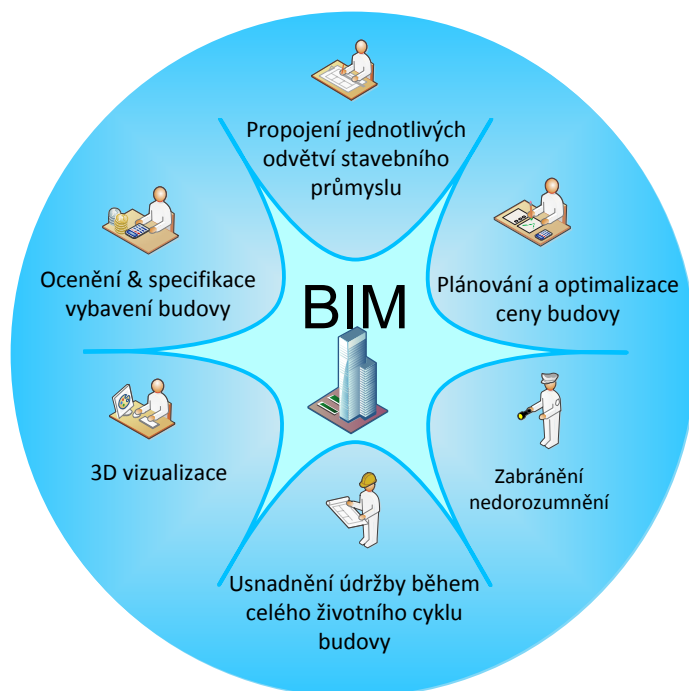 Propojení jednotlivých
odvětví stavebního
průmyslu
Ocenění & specifikace
vybavení budovy
Plánování a optimalizace
ceny budovy
BIM
3D vizualizace
Zabránění
nedorozumnění
Usnadnění údržby během
celého životního cyklu
budovy